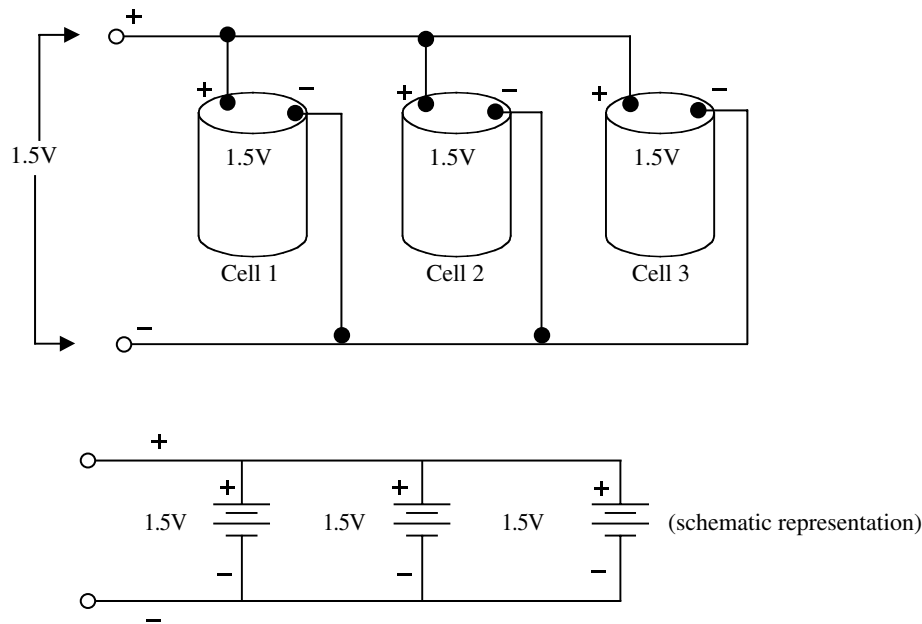 +
+ − + − + −
1.5V 1.5V 1.5V 1.5V
Cell 1 Cell 2 Cell 3
−
+
+ + +
1.5V 1.5V 1.5V (schematic representation)
− − −
−